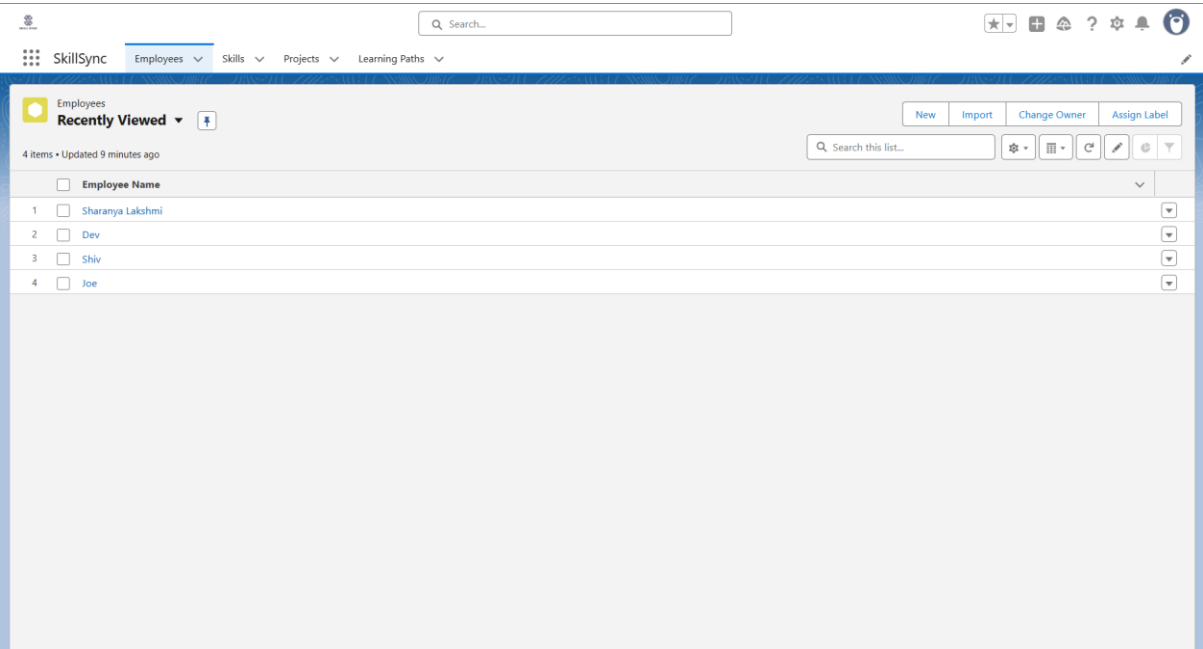 Search...
SkillSync Employees Skills Projects Learning Paths
Employees
Recently Viewed
New Import Change Owner Assign Label
4 items • Updated 9 minutes ago
Search this list...
Employee Name
1 Sharanya Lakshmi
2 Dev
3 Shiv
4 Joe